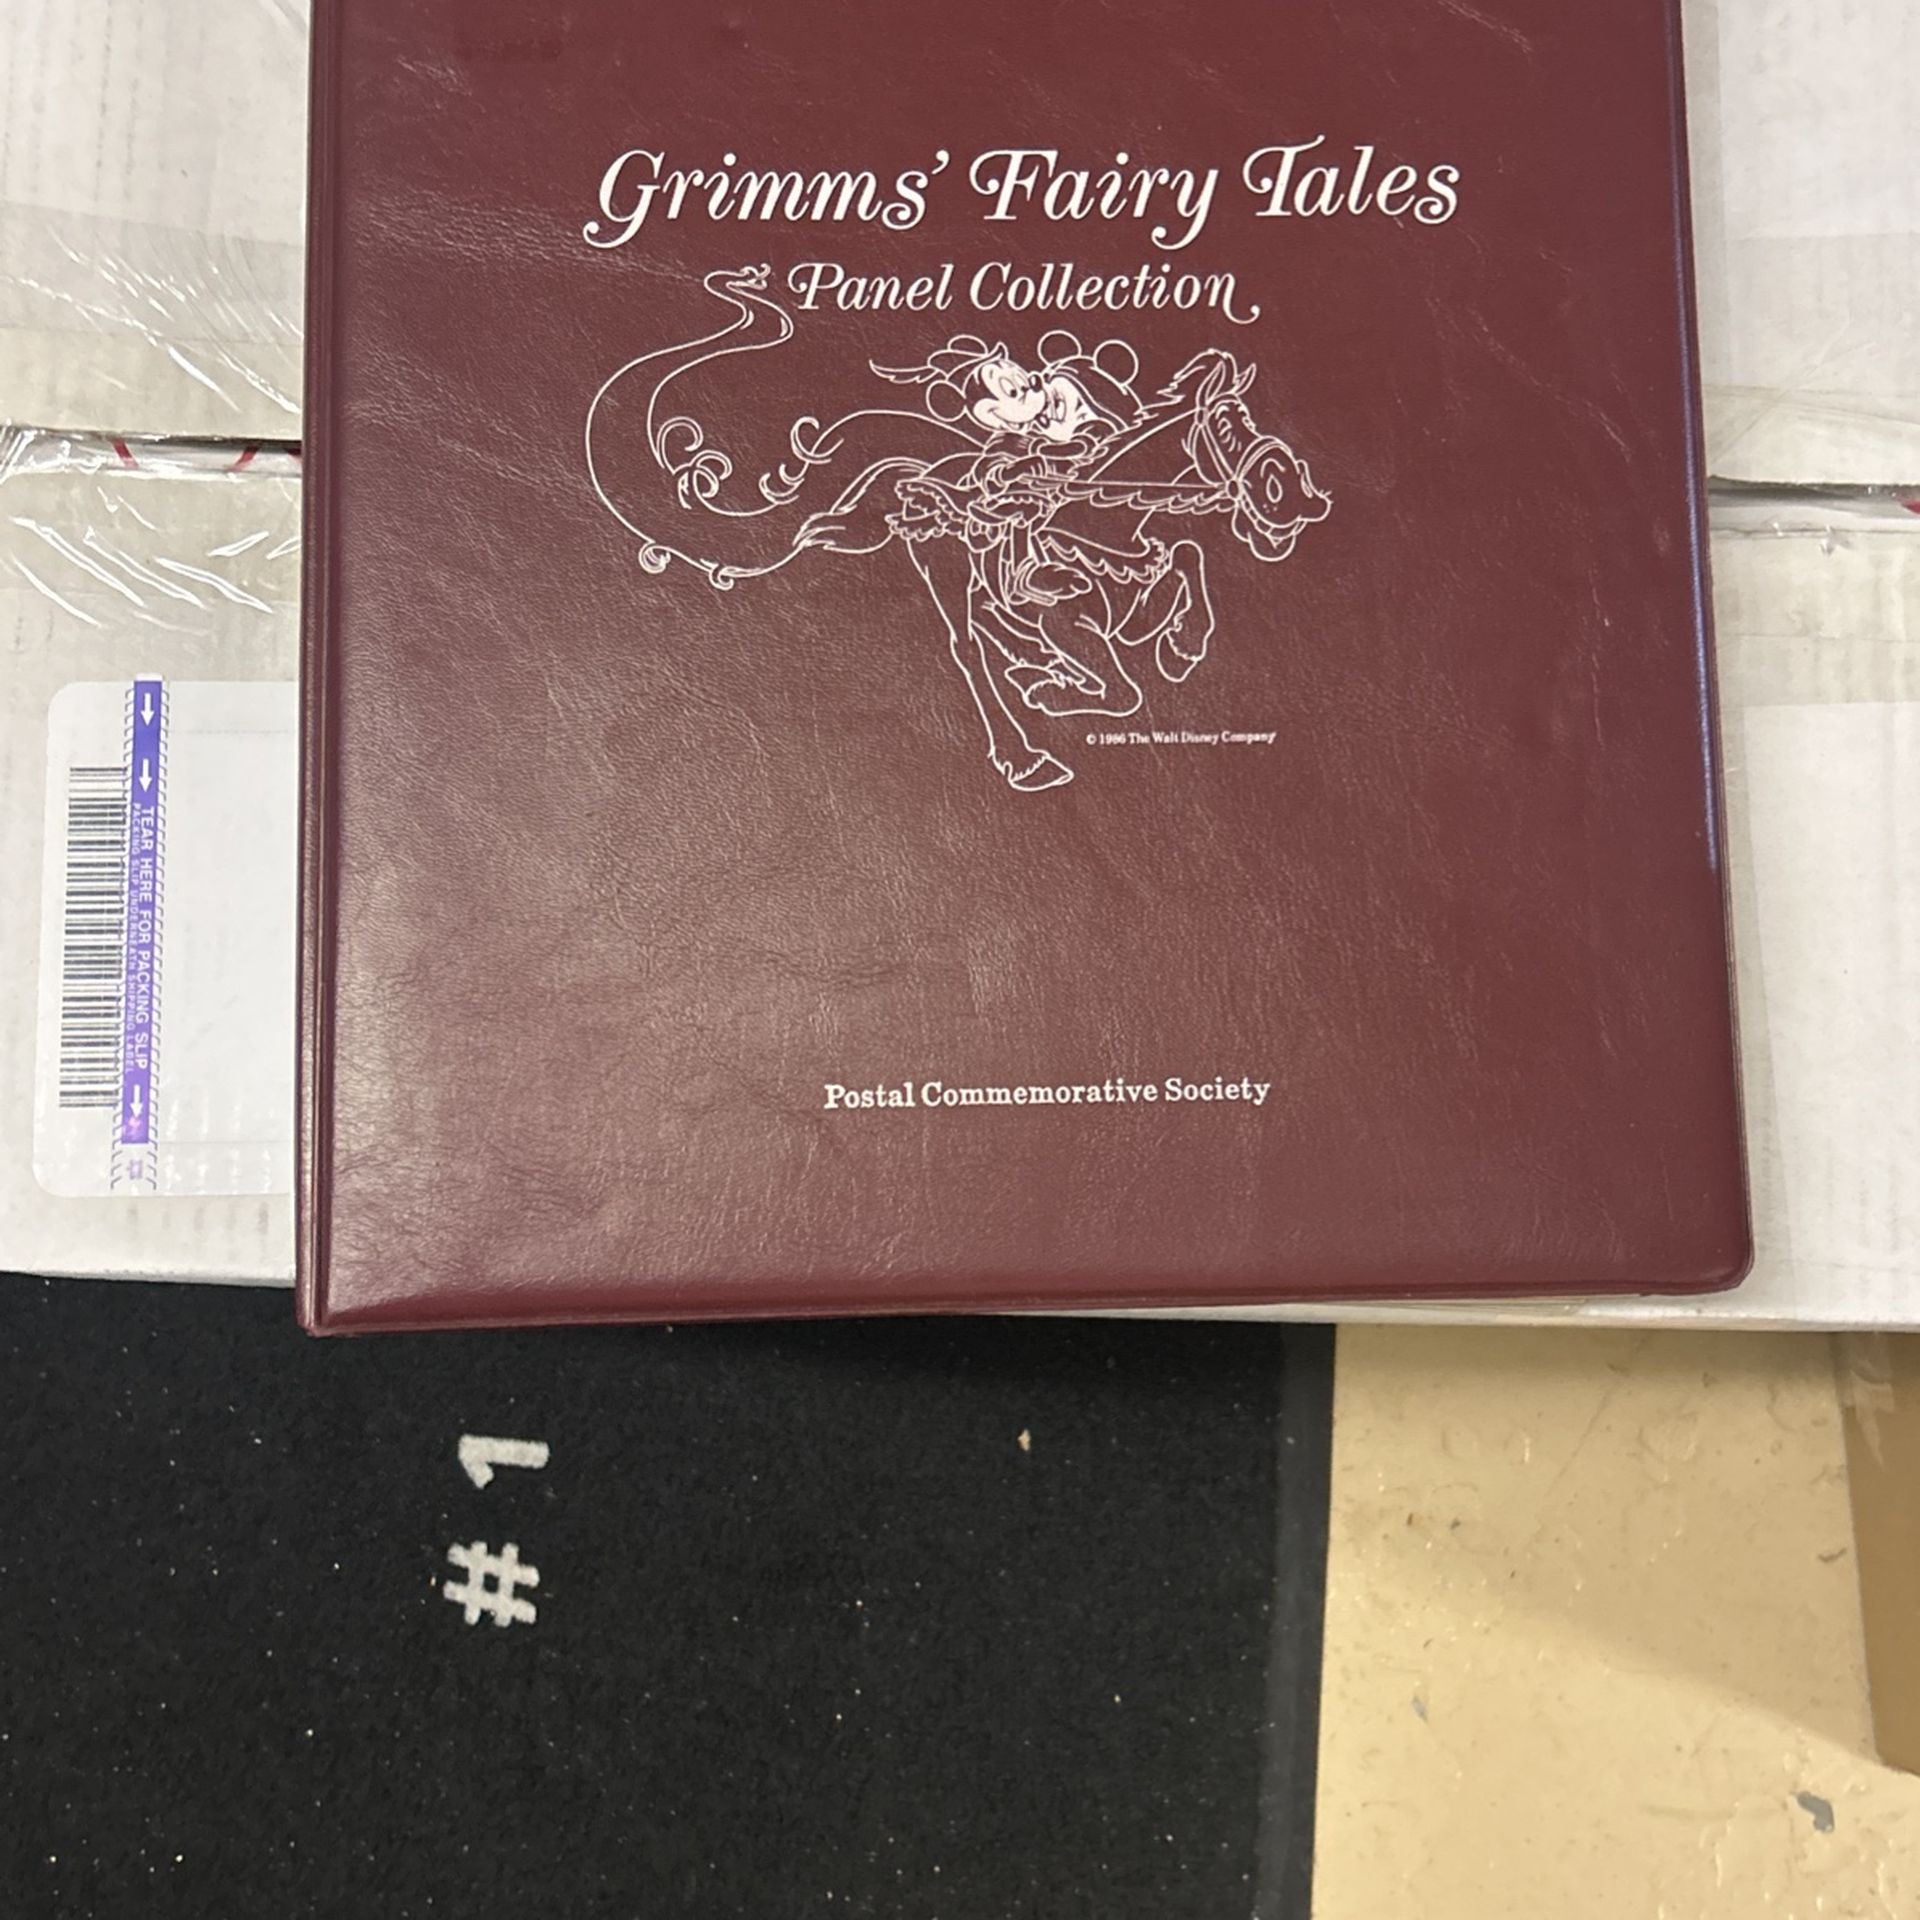 Grimms' Fairy Tales
Panel Collection
© 1986 The Walt Disney Company
Postal Commemorative Society
TEAR HERE FOR PACKING SLIP
PACKING SLIP UNDERNEATH SHIPPING LABEL
#1